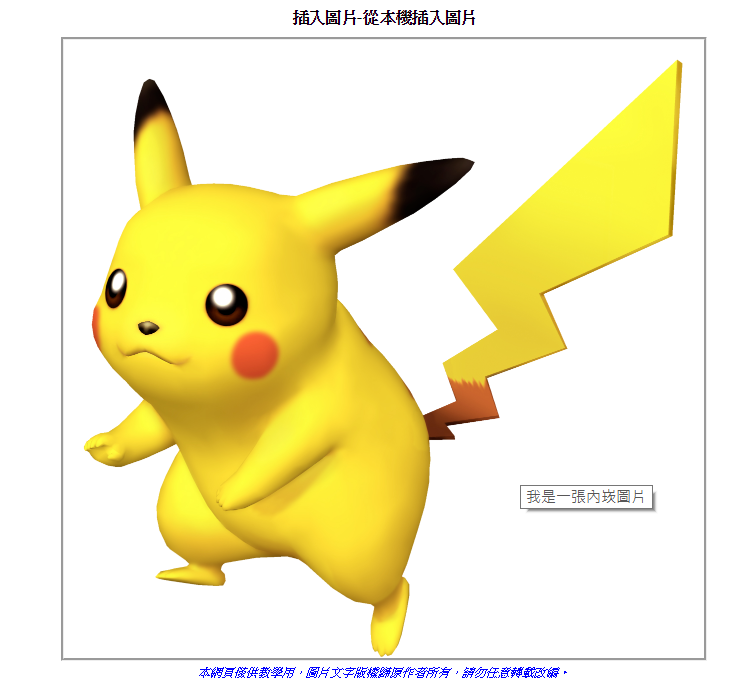 插入圖片-從本機插入圖片
我是一張內崁圖片
本網頁僅供教學用，圖片文字版權歸原作者所有，請勿任意轉載改編。